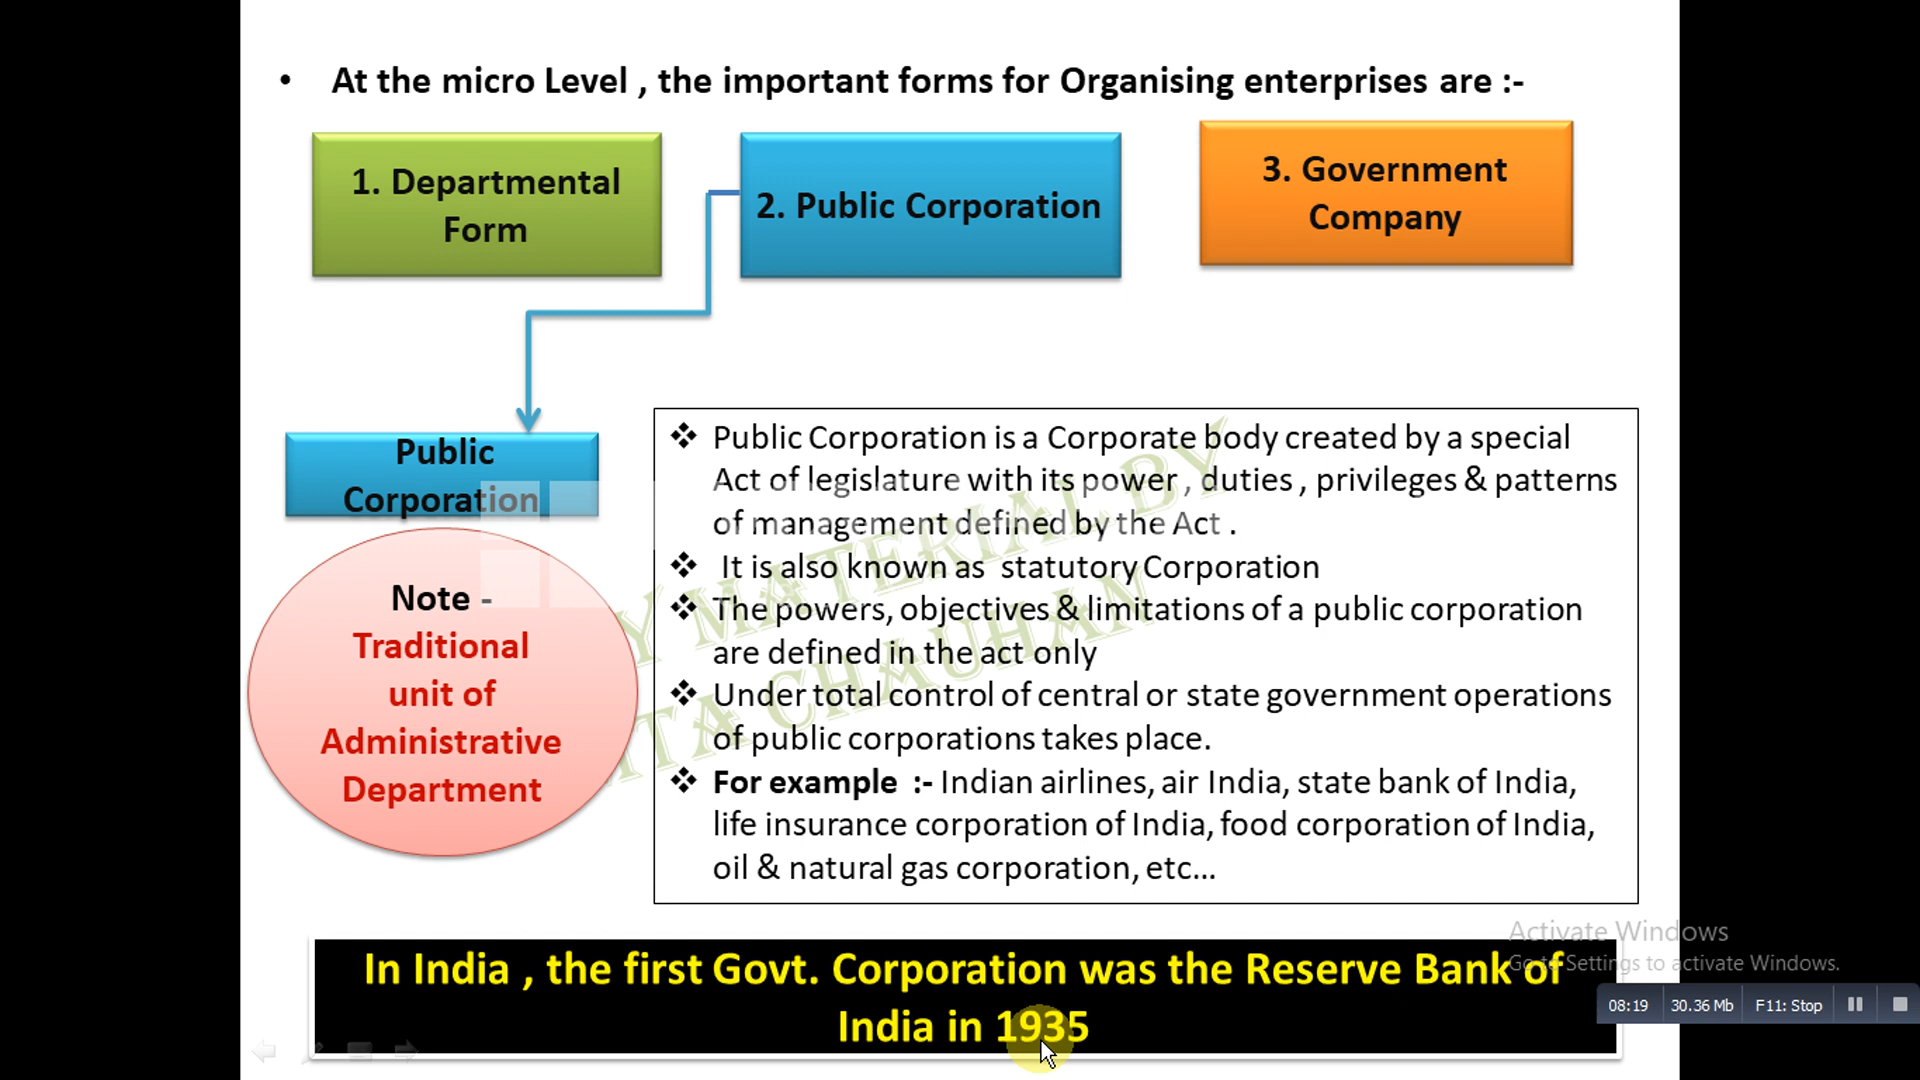 • At the micro Level , the important forms for Organising enterprises are :-
1. Departmental
Form
2. Public Corporation
3. Government
Company
Public
Corporation
Note -
Traditional
unit of
Administrative
Department
❖ Public Corporation is a Corporate body created by a special
Act of legislature with its power , duties , privileges & patterns
of management defined by the Act .
❖ It is also known as statutory Corporation
❖ The powers, objectives & limitations of a public corporation
are defined in the act only
❖ Under total control of central or state government operations
of public corporations takes place.
❖ For example :- Indian airlines, air India, state bank of India,
life insurance corporation of India, food corporation of India,
oil & natural gas corporation, etc...
Y MATERIAL BY
TA CHAUHAN
In India , the first Govt. Corporation was the Reserve Bank of
India in 1935
Activate Windows
Go to Settings to activate Windows.
08:19 30.36 Mb F11: Stop